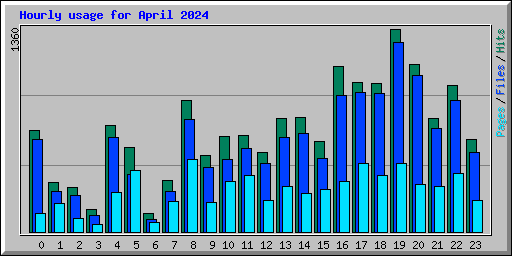 Hourly usage for April 2024
1360
Pages/Files/Hits
0 1 2 3 4 5 6 7 8 9 10 11 12 13 14 15 16 17 18 19 20 21 22 23